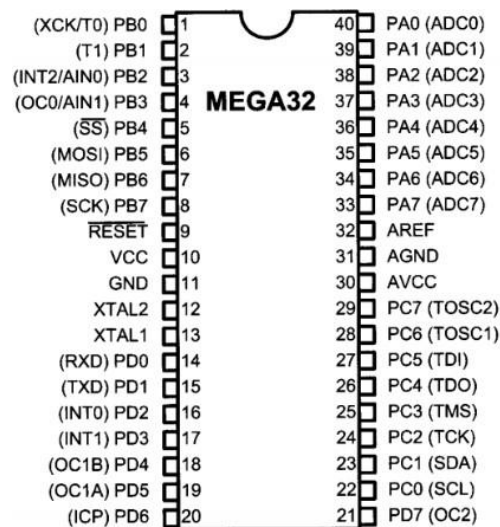 (XCK/T0) PB0 1 40 PA0 (ADC0)
(T1) PB1 2 39 PA1 (ADC1)
(INT2/AIN0) PB2 3 38 PA2 (ADC2)
(OC0/AIN1) PB3 4 MEGA32 37 PA3 (ADC3)
(SS) PB4 5 36 PA4 (ADC4)
(MOSI) PB5 6 35 PA5 (ADC5)
(MISO) PB6 7 34 PA6 (ADC6)
(SCK) PB7 8 33 PA7 (ADC7)
RESET 9 32 AREF
VCC 10 31 AGND
GND 11 30 AVCC
XTAL2 12 29 PC7 (TOSC2)
XTAL1 13 28 PC6 (TOSC1)
(RXD) PD0 14 27 PC5 (TDI)
(TXD) PD1 15 26 PC4 (TDO)
(INT0) PD2 16 25 PC3 (TMS)
(INT1) PD3 17 24 PC2 (TCK)
(OC1B) PD4 18 23 PC1 (SDA)
(OC1A) PD5 19 22 PC0 (SCL)
(ICP) PD6 20 21 PD7 (OC2)